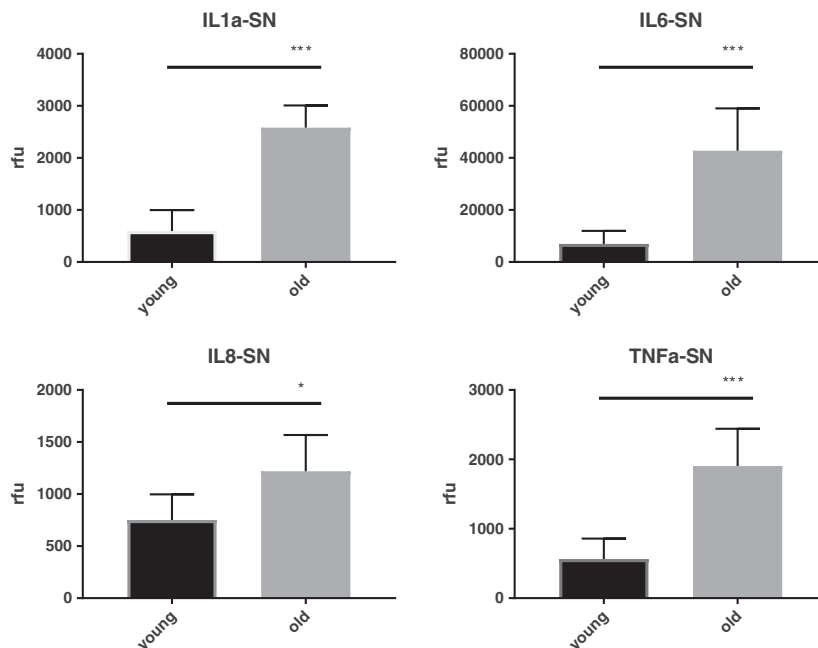 IL1a-SN
***
4000
3000
2000
1000
0
rfu
young
old
IL6-SN
***
80000
60000
40000
20000
0
rfu
young
old
IL8-SN
*
2000
1500
1000
500
0
rfu
young
old
TNFa-SN
***
3000
2000
1000
0
rfu
young
old